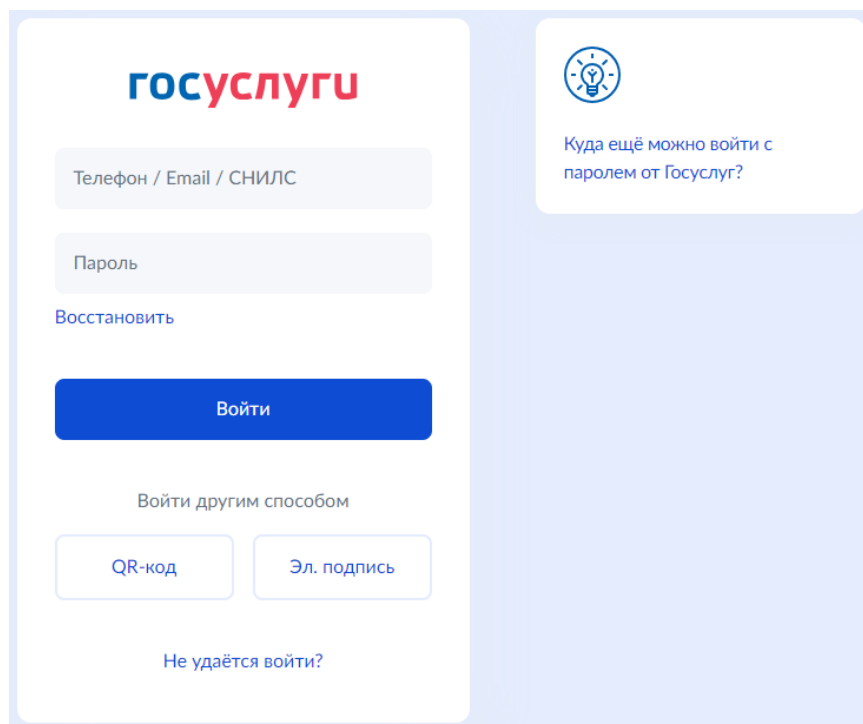 госуслуги
Телефон / Email / СНИЛС
Пароль
Восстановить
Войти
Войти другим способом
QR-код
Эл. подпись
Не удаётся войти?
Куда ещё можно войти с
паролем от Госуслуг?